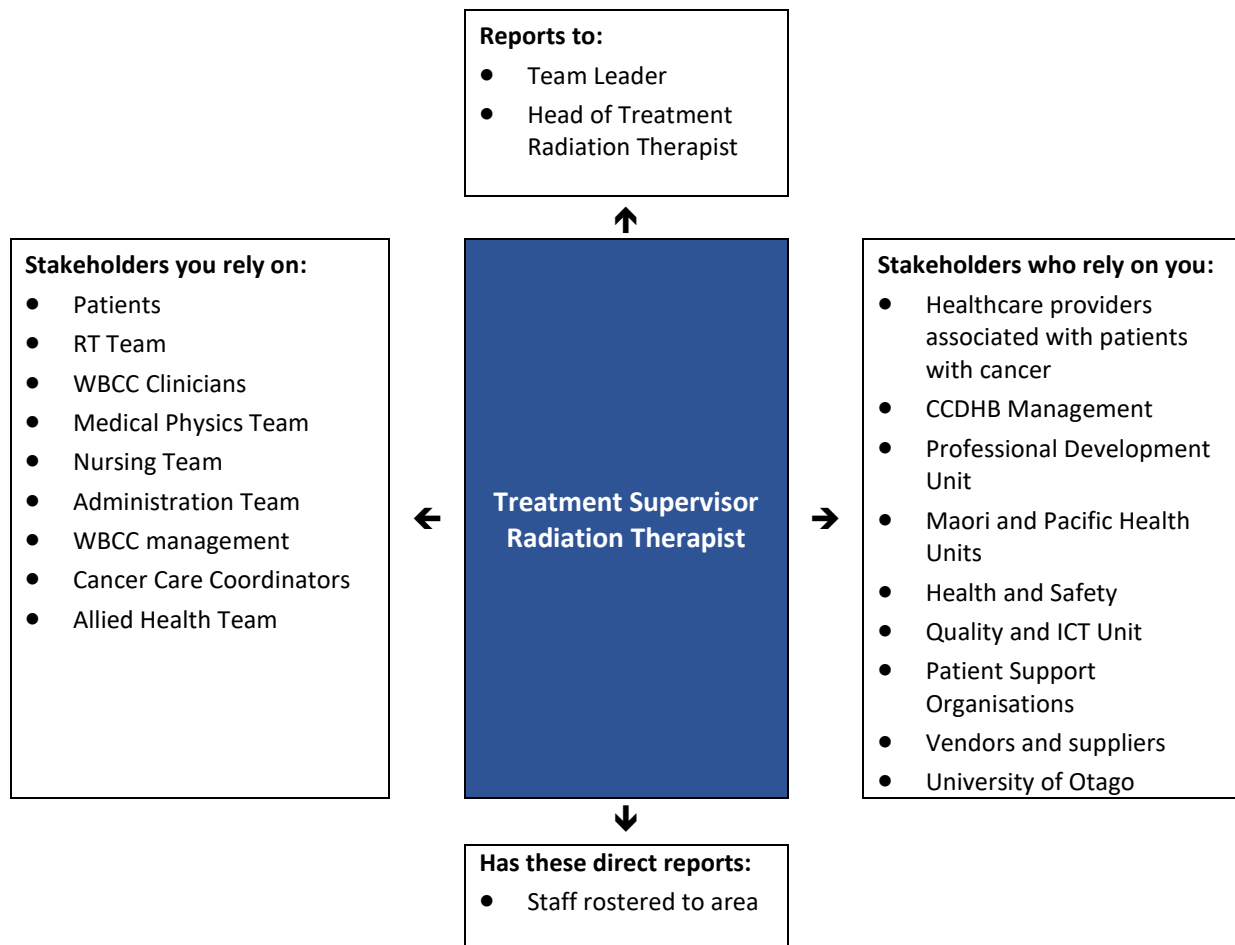 Reports to:
● Team Leader
● Head of Treatment
Radiation Therapist
↑
Stakeholders you rely on:
● Patients
● RT Team
● WBCC Clinicians
● Medical Physics Team
● Nursing Team
● Administration Team
● WBCC management
● Cancer Care Coordinators
● Allied Health Team
←
Treatment Supervisor
Radiation Therapist
→
Stakeholders who rely on you:
● Healthcare providers
associated with patients
with cancer
● CCDHB Management
● Professional Development
Unit
● Maori and Pacific Health
Units
● Health and Safety
● Quality and ICT Unit
● Patient Support
Organisations
● Vendors and suppliers
● University of Otago
↓
Has these direct reports:
● Staff rostered to area